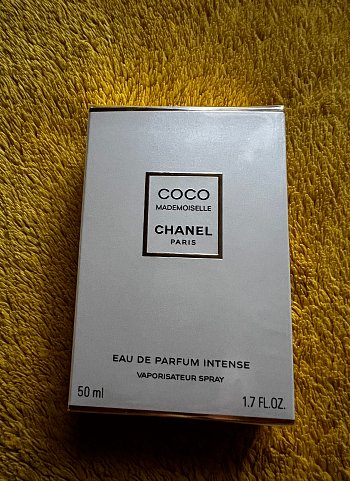 COCO
MADEMOISELLE
CHANEL
PARIS
EAU DE PARFUM INTENSE
VAPORISATEUR SPRAY
50 ml 1.7 FL.OZ.